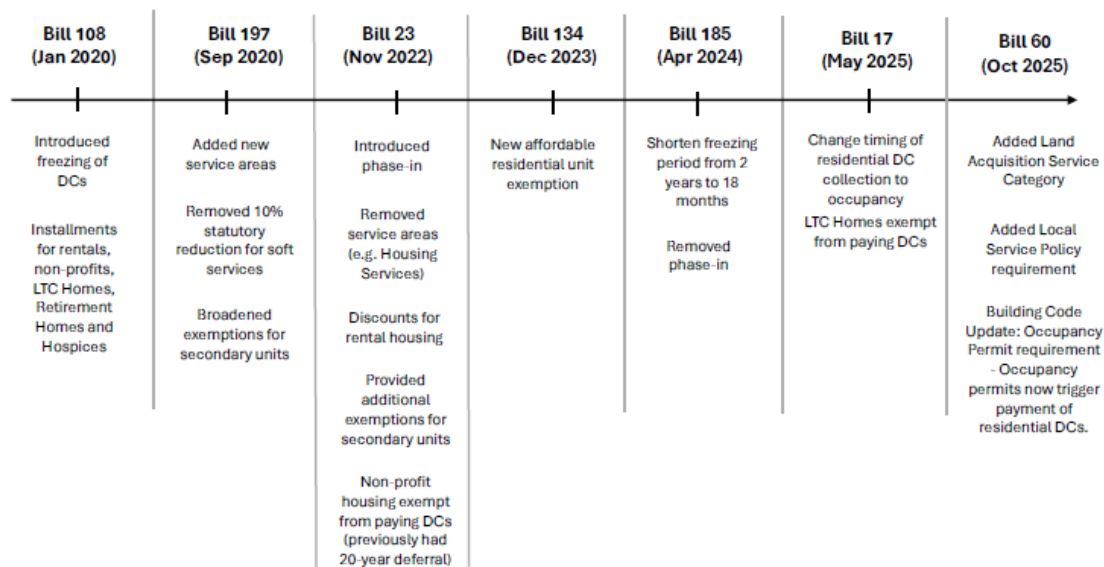 Bill 108
(Jan 2020)
Bill 197
(Sep 2020)
Bill 23
(Nov 2022)
Bill 134
(Dec 2023)
Bill 185
(Apr 2024)
Bill 17
(May 2025)
Bill 60
(Oct 2025)
Introduced
freezing of
DCs
Installments
for rentals,
non-profits,
LTC Homes,
Retirement
Homes and
Hospices
Added new
service areas
Removed 10%
statutory
reduction for soft
services
Broadened
exemptions for
secondary units
Introduced
phase-in
Removed
service areas
(e.g. Housing
Services)
Discounts for
rental housing
Provided
additional
exemptions for
secondary units
Non-profit
housing exempt
from paying DCs
(previously had
20-year deferral)
New affordable
residential unit
exemption
Shorten freezing
period from 2
years to 18
months
Removed
phase-in
Change timing of
residential DC
collection to
occupancy
LTC Homes exempt
from paying DCs
Added Land
Acquisition Service
Category
Added Local
Service Policy
requirement
Building Code
Update: Occupancy
Permit requirement
- Occupancy
permits now trigger
payment of
residential DCs.